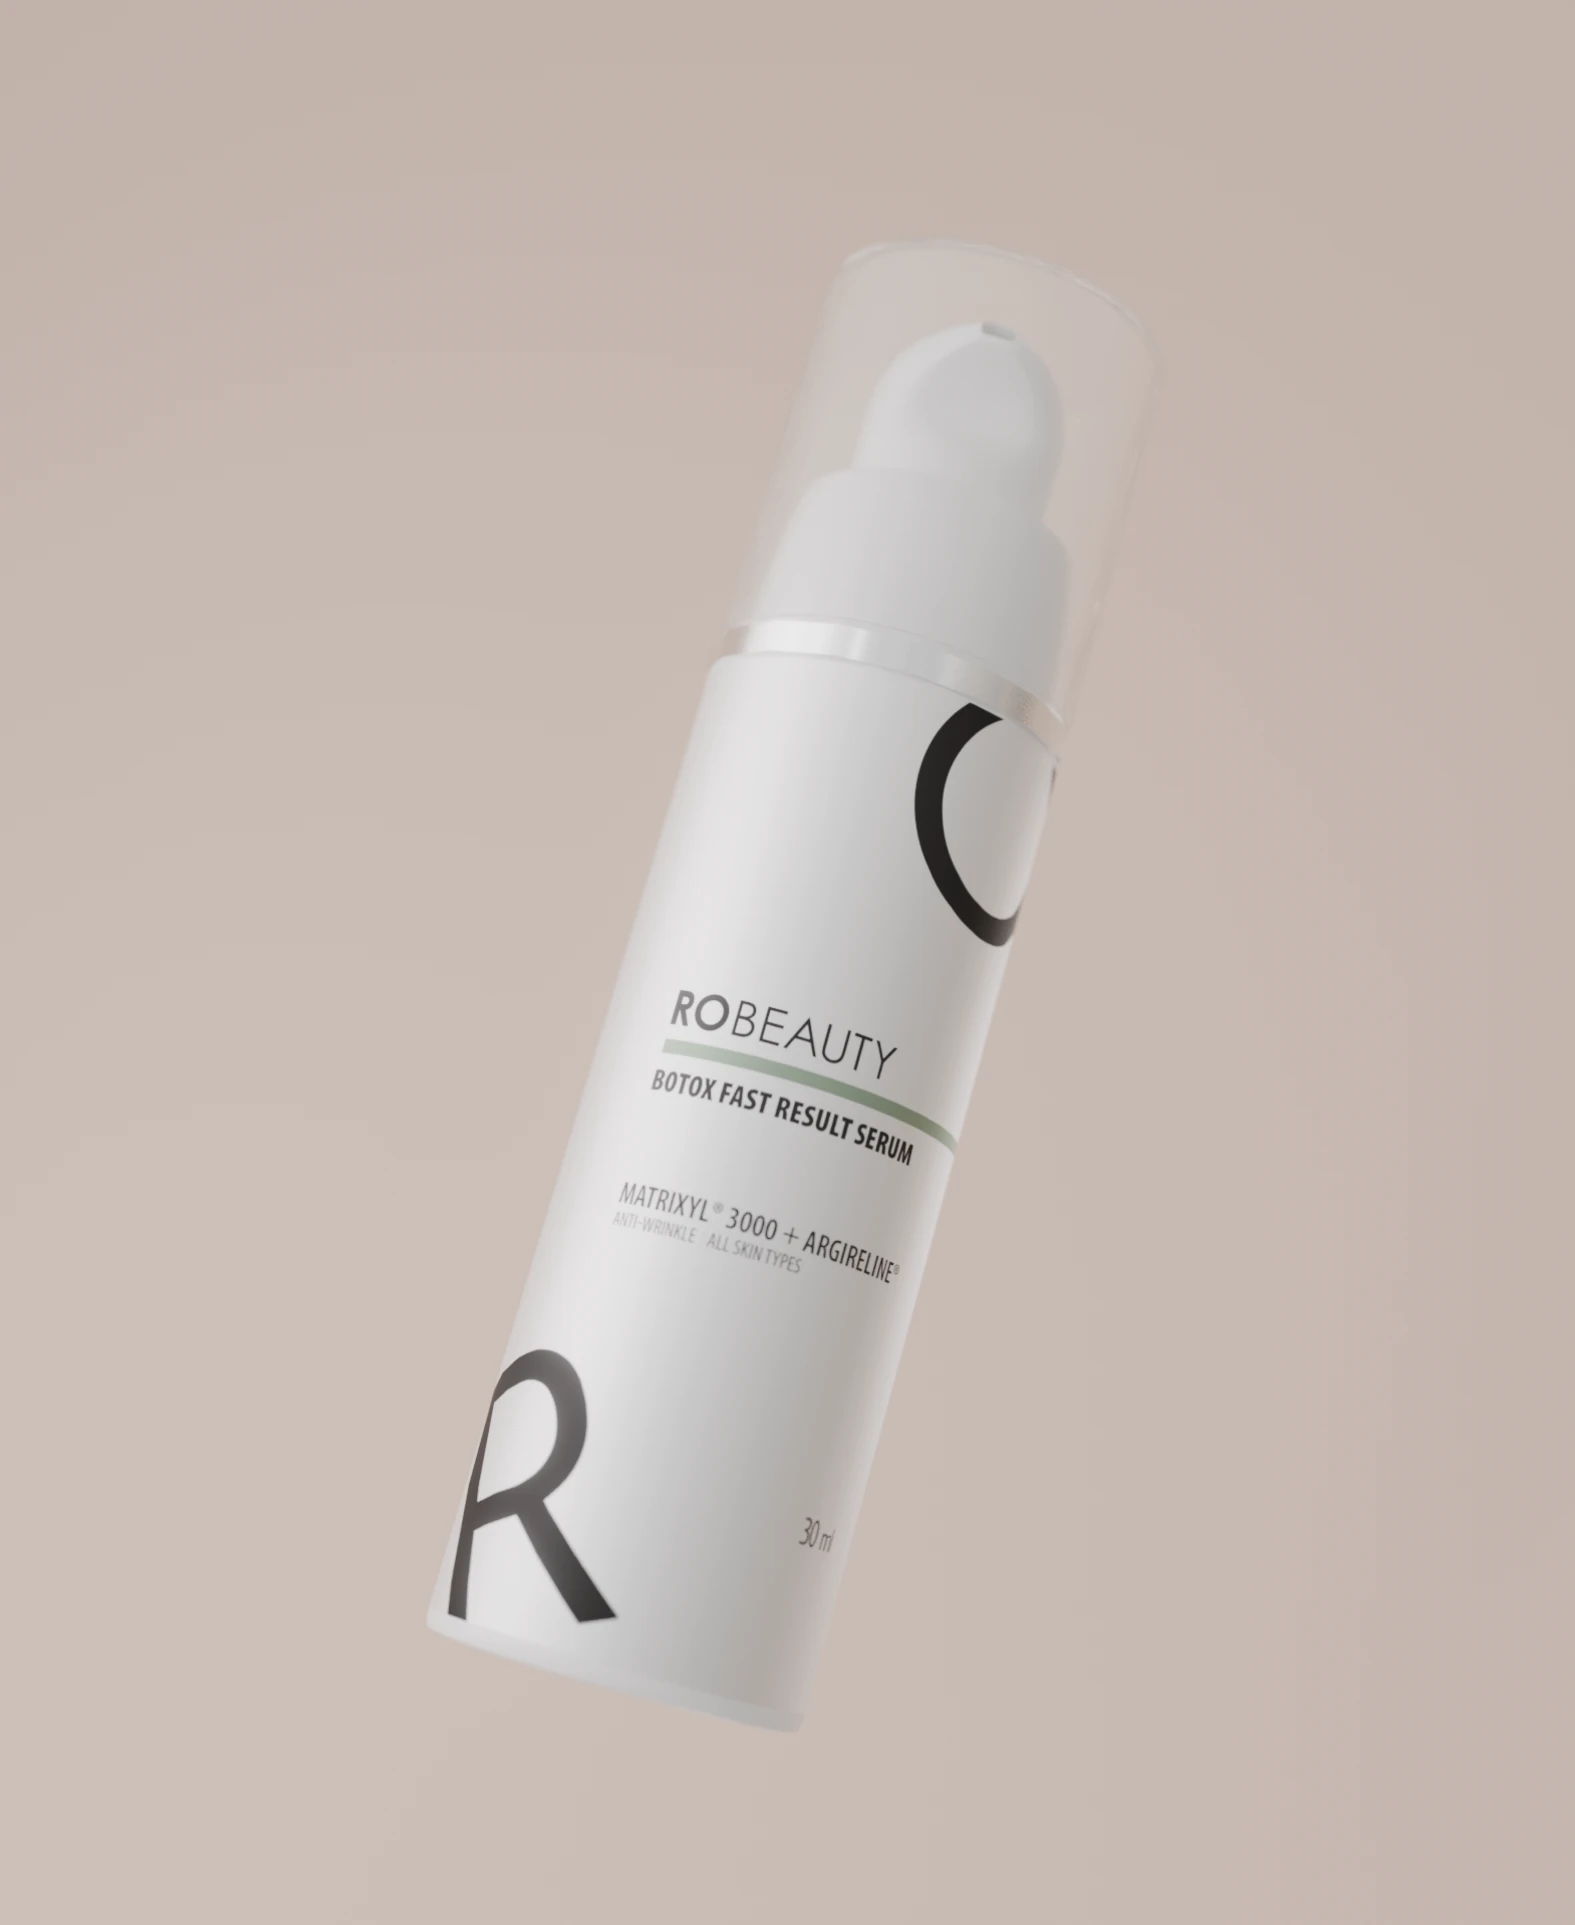 O
ROBEAUTY
BOTOX FAST RESULT SERUM
MATRIXYL® 3000 + ARGIRELINE®
ANTI-WRINKLE ALL SKIN TYPES
R
30 ml